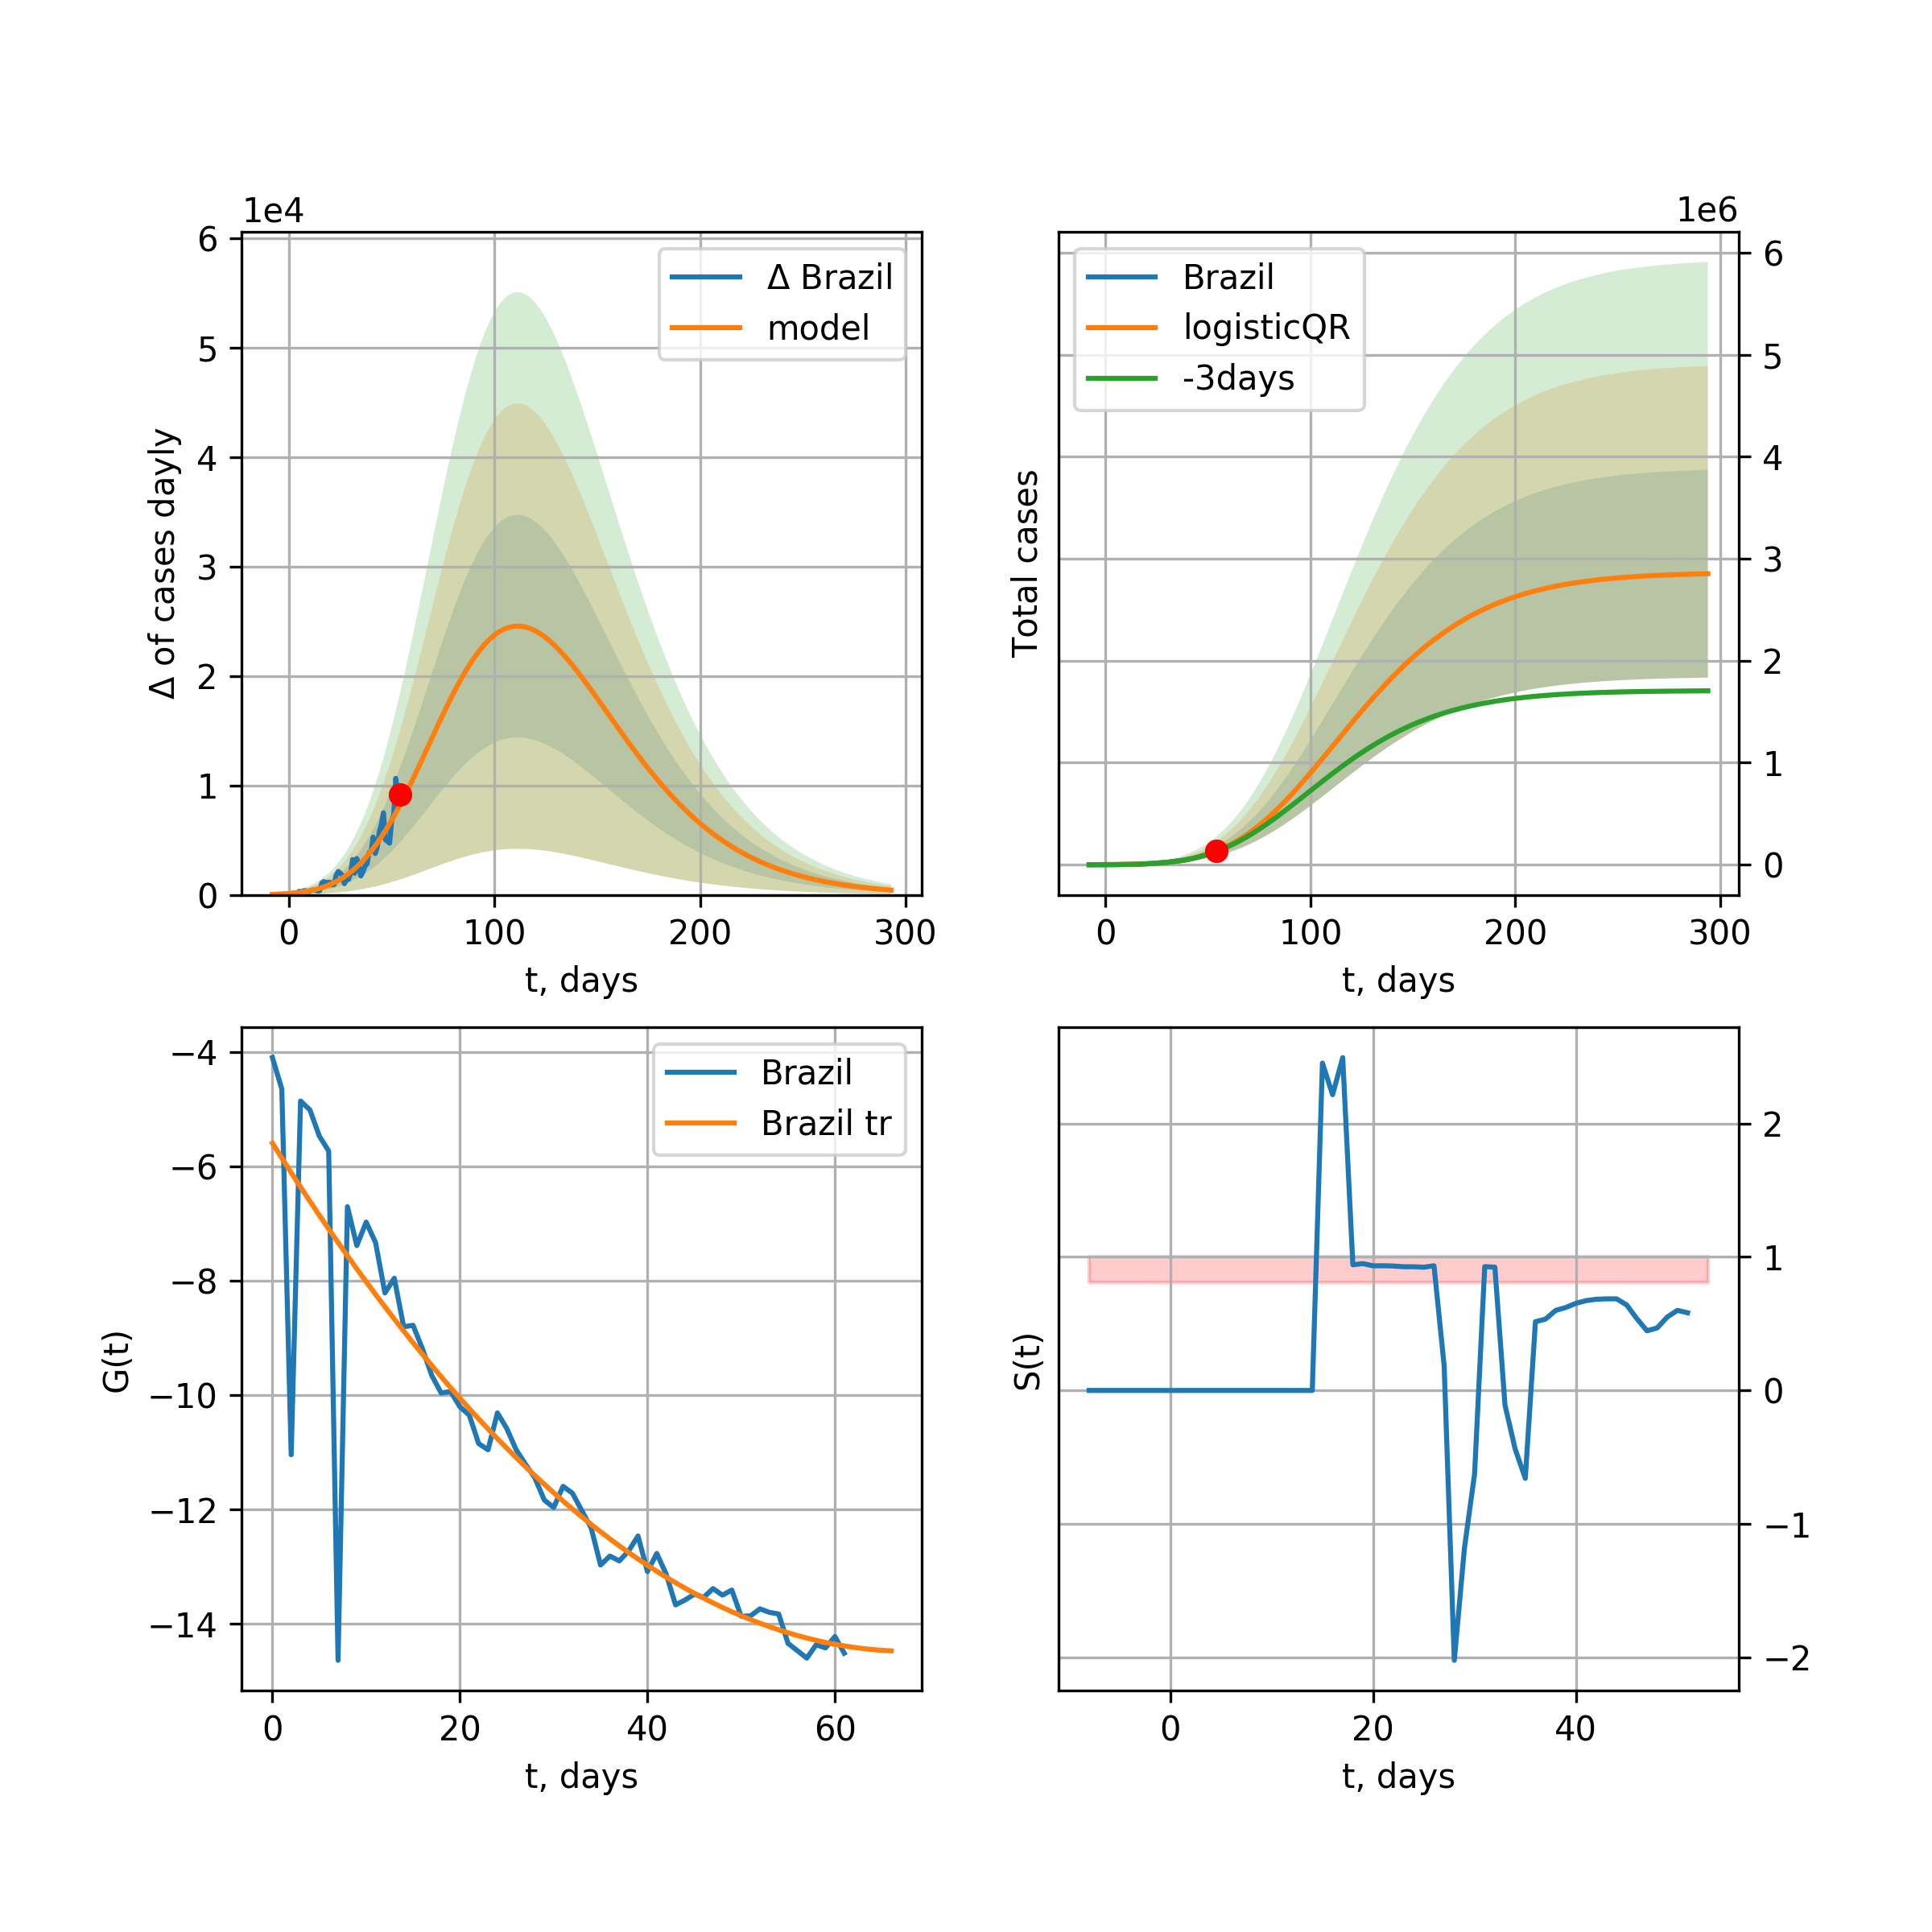 1e4
6
5
4
3
2
1
0
Δ of cases dayly
Δ Brazil
model
0 100 200 300
t, days
1e6
Brazil
logisticQR
-3days
Total cases
6
5
4
3
2
1
0
0 100 200 300
t, days
−4
−6
−8
−10
−12
−14
G(t)
Brazil
Brazil tr
0 20 40 60
t, days
S(t)
2
1
0
−1
−2
0 20 40
t, days